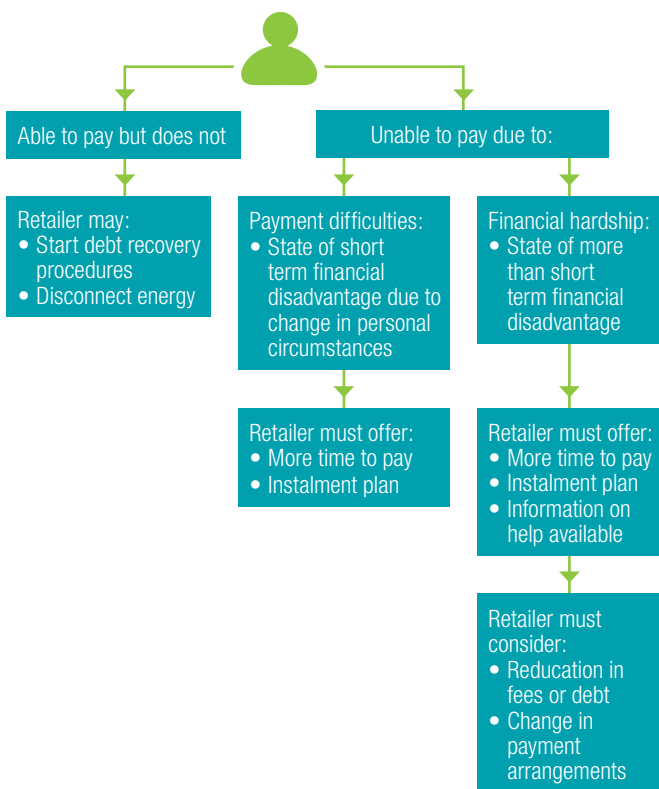 Able to pay but does not
Unable to pay due to:
Retailer may:
• Start debt recovery
procedures
• Disconnect energy
Payment difficulties:
• State of short
term financial
disadvantage due to
change in personal
circumstances
Financial hardship:
• State of more
than short
term financial
disadvantage
Retailer must offer:
• More time to pay
• Instalment plan
Retailer must offer:
• More time to pay
• Instalment plan
• Information on
help available
Retailer must
consider:
• Reducation in
fees or debt
• Change in
payment
arrangements